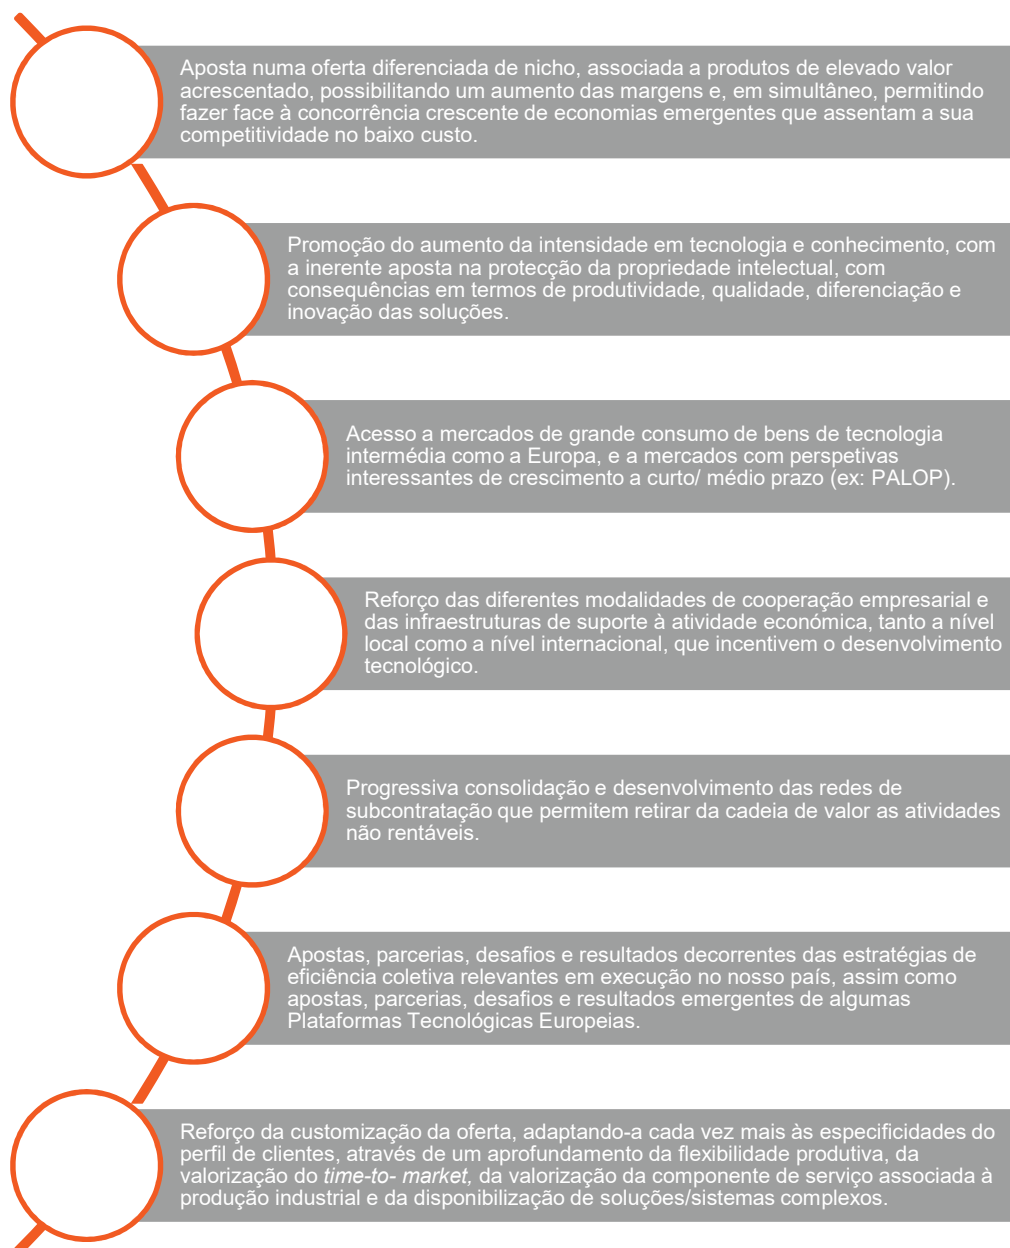 Aposta numa oferta diferenciada de nicho, associada a produtos de elevado valor
acrescentado, possibilitando um aumento das margens e, em simultâneo, permitindo
fazer face à concorrência crescente de economias emergentes que assentam a sua
competitividade no baixo custo.
Promoção do aumento da intensidade em tecnologia e conhecimento, com
a inerente aposta na protecção da propriedade intelectual, com
consequências em termos de produtividade, qualidade, diferenciação e
inovação das soluções.
Acesso a mercados de grande consumo de bens de tecnologia
intermédia como a Europa, e a mercados com perspetivas
interessantes de crescimento a curto/ médio prazo (ex: PALOP).
Reforço das diferentes modalidades de cooperação empresarial e
das infraestruturas de suporte à atividade económica, tanto a nível
local como a nível internacional, que incentivem o desenvolvimento
tecnológico.
Progressiva consolidação e desenvolvimento das redes de
subcontratação que permitem retirar da cadeia de valor as atividades
não rentáveis.
Apostas, parcerias, desafios e resultados decorrentes das estratégias de
eficiência coletiva relevantes em execução no nosso país, assim como
apostas, parcerias, desafios e resultados emergentes de algumas
Plataformas Tecnológicas Europeias.
Reforço da customização da oferta, adaptando-a cada vez mais às especificidades do
perfil de clientes, através de um aprofundamento da flexibilidade produtiva, da
valorização do time-to- market, da valorização da componente de serviço associada à
produção industrial e da disponibilização de soluções/sistemas complexos.